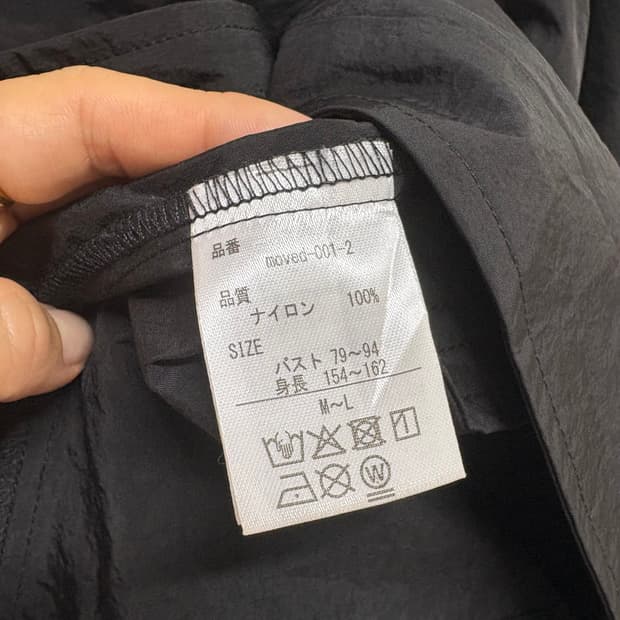 品番 moved-001-2
品質
ナイロン 100%
SIZE
バスト 79~94
身長 154~162
M~L
W